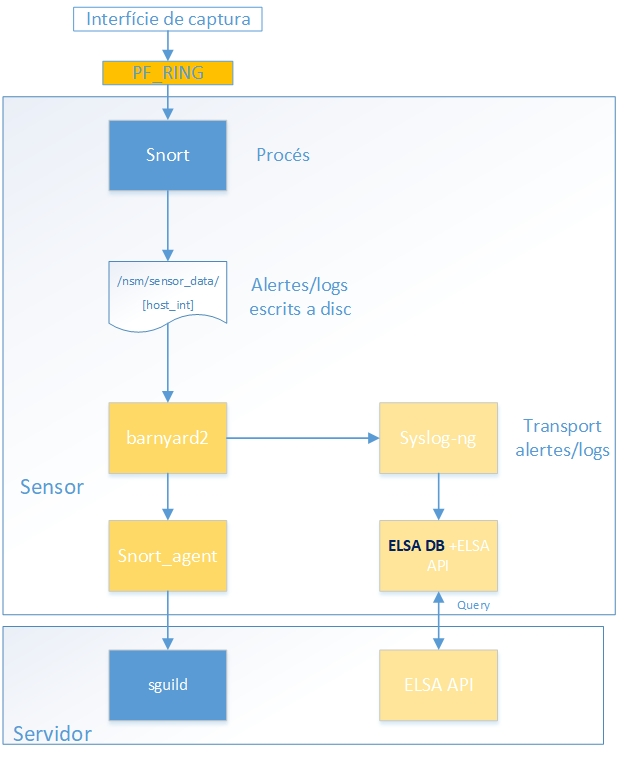 Interfície de captura
PF_RING
Snort
Procés
/nsm/sensor_data/
[host_int]
Alertes/logs
escrits a disc
barnyard2
Syslog-ng
Transport
alertes/logs
Sensor
Snort_agent
ELSA DB +ELSA
API
Query
sguild
ELSA API
Servidor